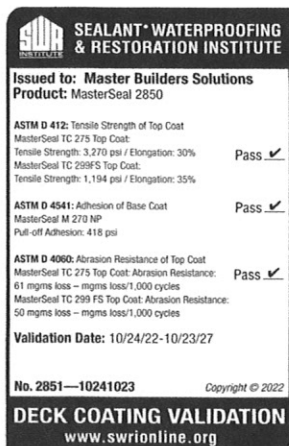 SWR
INSTITUTE
SEALANT • WATERPROOFING
& RESTORATION INSTITUTE
Issued to: Master Builders Solutions
Product: MasterSeal 2850
ASTM D 412: Tensile Strength of Top Coat
MasterSeal TC 275 Top Coat:
Tensile Strength: 3,270 psi / Elongation: 30%
Pass ✔
MasterSeal TC 299FS Top Coat:
Tensile Strength: 1,194 psi / Elongation: 35%
ASTM D 4541: Adhesion of Base Coat
Pass ✔
MasterSeal M 270 NP
Pull-off Adhesion: 418 psi
ASTM D 4060: Abrasion Resistance of Top Coat
MasterSeal TC 275 Top Coat: Abrasion Resistance:
Pass ✔
61 mgms loss – mgms loss/1,000 cycles
MasterSeal TC 299 FS Top Coat: Abrasion Resistance:
50 mgms loss – mgms loss/1,000 cycles
Validation Date: 10/24/22-10/23/27
No. 2851—10241023
Copyright © 2022
DECK COATING VALIDATION
www.swrionline.org